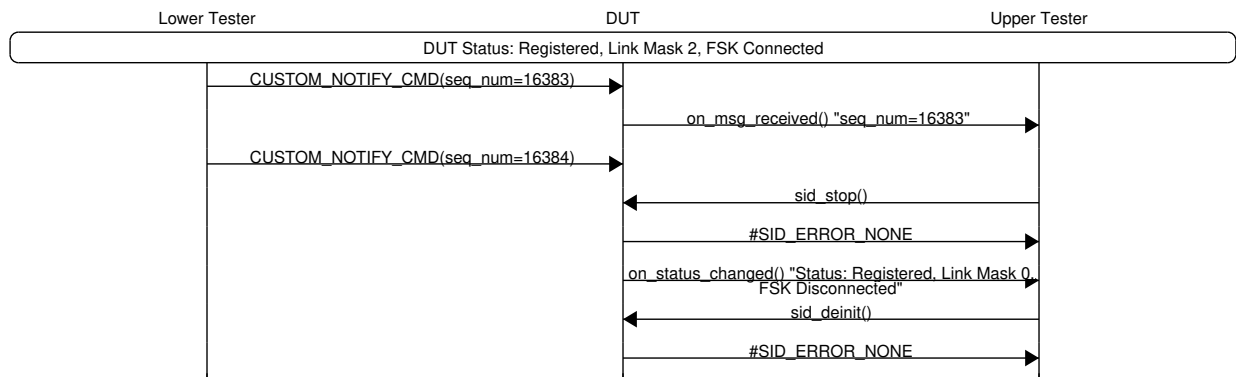 Lower Tester DUT Upper Tester
DUT Status: Registered, Link Mask 2, FSK Connected
CUSTOM_NOTIFY_CMD(seq_num=16383)
on_msg_received() "seq_num=16383"
CUSTOM_NOTIFY_CMD(seq_num=16384)
sid_stop()
#SID_ERROR_NONE
on_status_changed() "Status: Registered, Link Mask 0,
FSK Disconnected"
sid_deinit()
#SID_ERROR_NONE